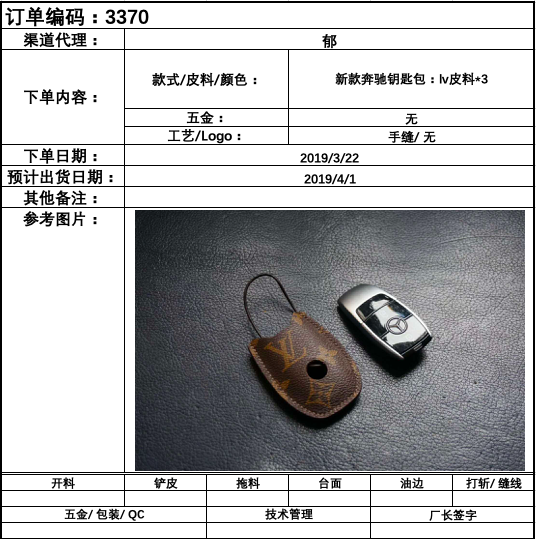 订单编码：3370
渠道代理：
郁
下单内容：
款式/皮料/颜色：
新款奔驰钥匙包：lv皮料*3
五金：
无
工艺/Logo：
手缝/ 无
下单日期：
2019/3/22
预计出货日期：
2019/4/1
其他备注：
参考图片：
LV
开料
铲皮
拖料
台面
油边
打斩/ 缝线
五金/ 包装/ QC
技术管理
厂长签字